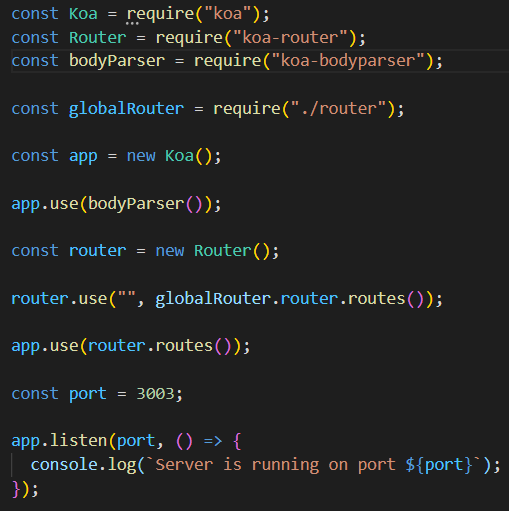 const Koa = require("koa");
const Router = require("koa-router");
const bodyParser = require("koa-bodyparser");
const globalRouter = require("./router");
const app = new Koa();
app.use(bodyParser());
const router = new Router();
router.use("", globalRouter.router.routes());
app.use(router.routes());
const port = 3003;
app.listen(port, () => {
  console.log(`Server is running on port ${port}`);
});